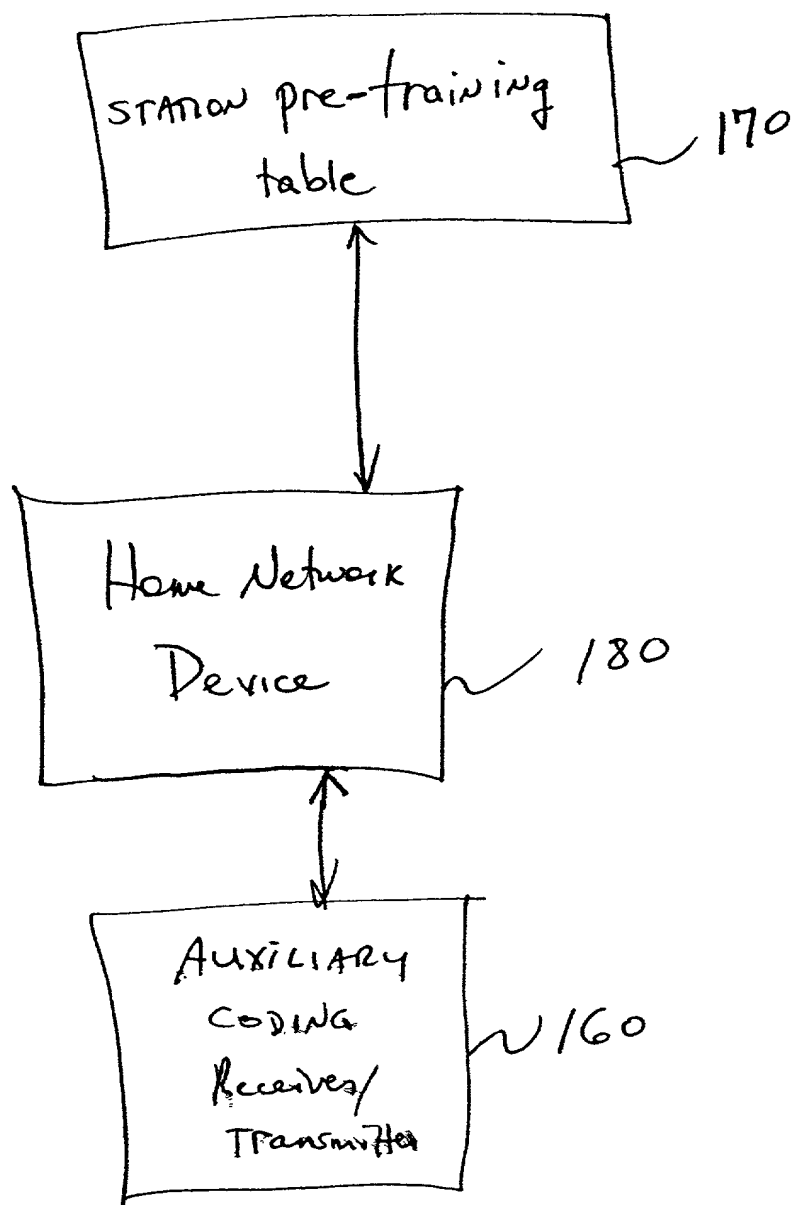 STATION pre-training
table
170
Home Network
Device
180
AUXILIARY
CODING
Receiver/
Transmitter
160